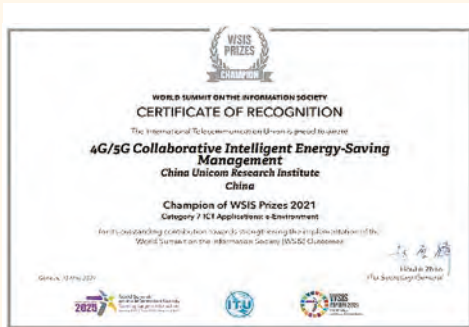 WSIS
PRIZES
CHAMPION
WORLD SUMMIT ON THE INFORMATION SOCIETY
CERTIFICATE OF RECOGNITION
The International Telecommunication Union is proud to award
4G/5G Collaborative Intelligent Energy-Saving
Management
China Unicom Research Institute
China
Champion of WSIS Prizes 2021
Category 7 ICT Applications: e-Environment
for its outstanding contribution towards strengthening the implementation of the
World Summit on the Information Society (WSIS) Outcomes
Houlin Zhao
Secretary-General
Geneva,
2021
2025
ITU
WSIS